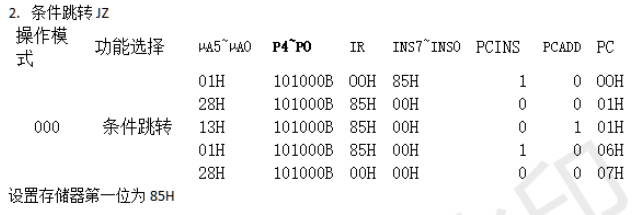 2. 条件跳转 JZ
操作模式 功能选择 μA5~μA0 P4~P0 IR INS7~INS0 PCINS PCADD PC
01H 101000B 00H 85H 1 0 00H
28H 101000B 85H 00H 0 0 01H
000 条件跳转 13H 101000B 85H 00H 0 1 01H
01H 101000B 85H 00H 1 0 06H
28H 101000B 00H 00H 0 0 07H
设置存储器第一位为 85H
印